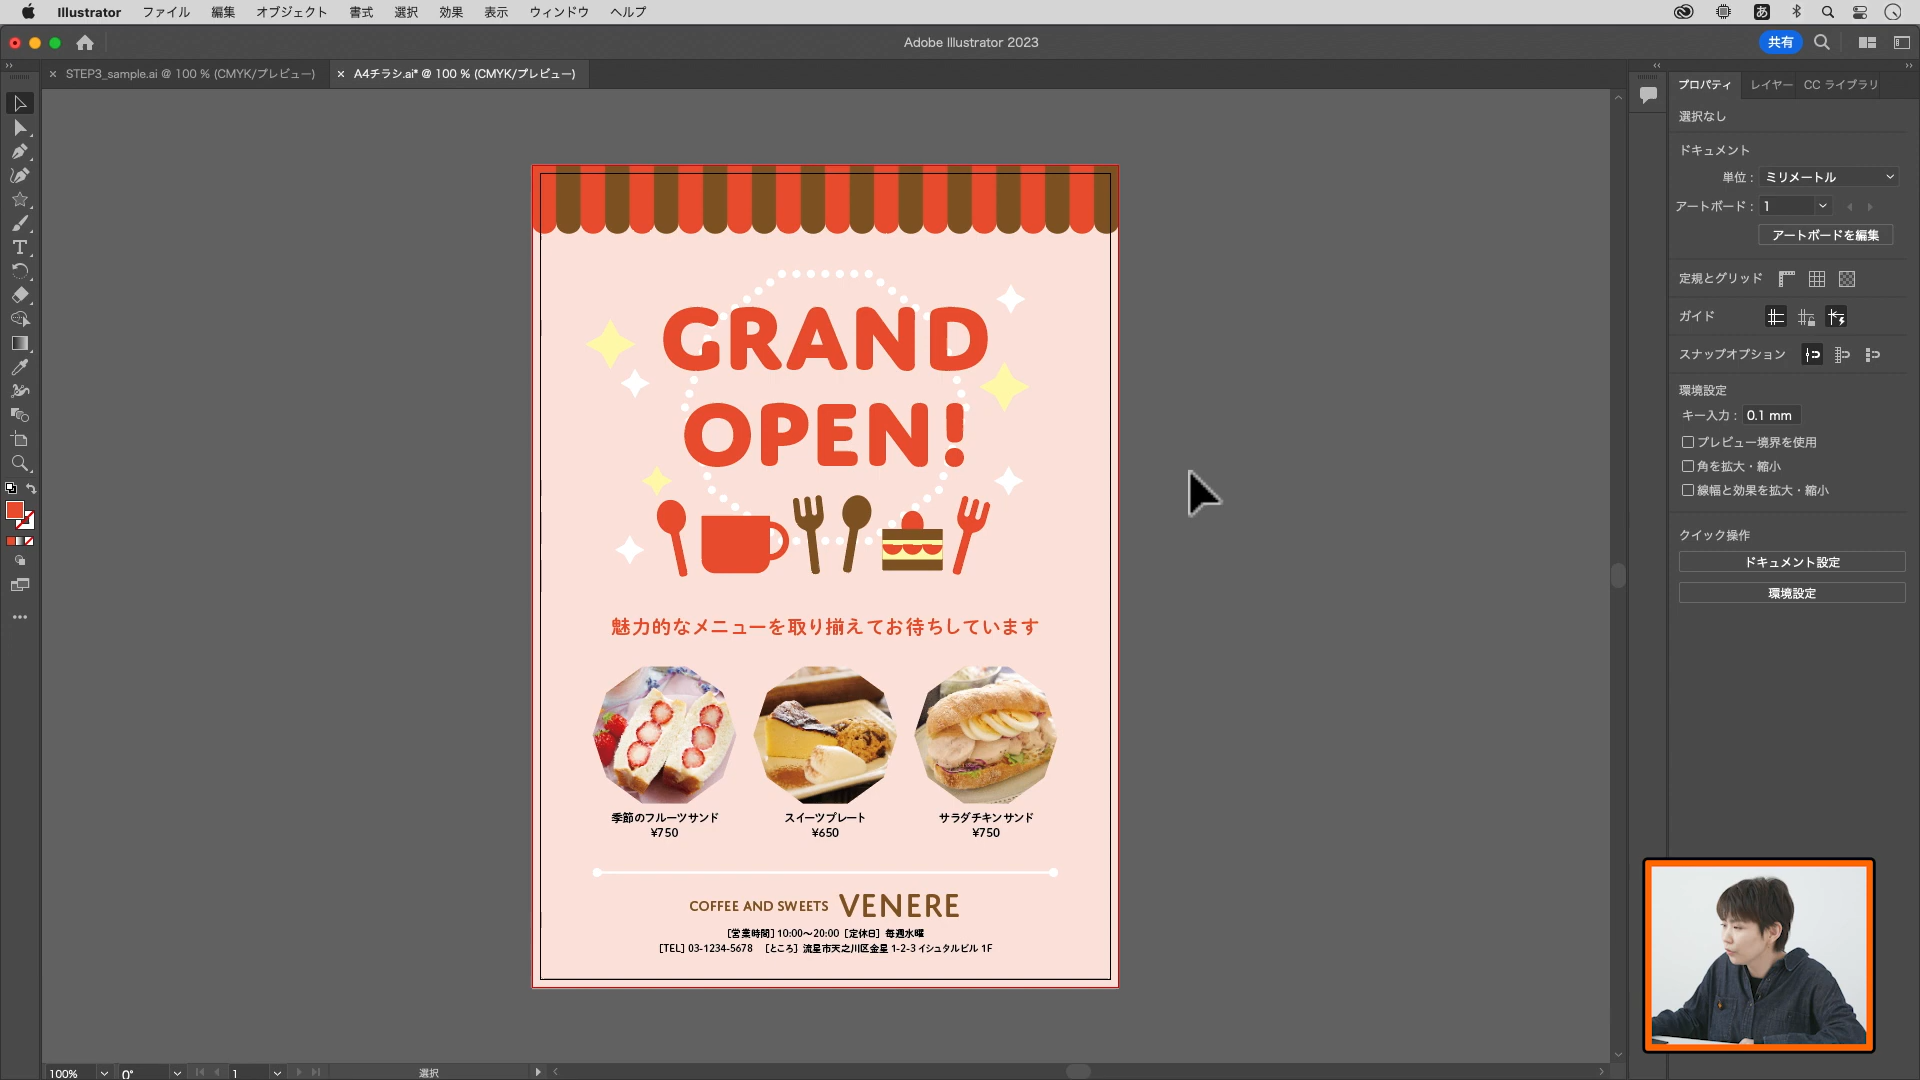 Illustrator ファイル 編集 オブジェクト 書式 選択 効果 表示 ウィンドウ ヘルプ
あ
Adobe Illustrator 2023
共有
STEP3_sample.ai @ 100 % (CMYK/プレビュー)
A4チラシ.ai* @ 100 % (CMYK/プレビュー)
プロパティ レイヤー CC ライブラリ
選択なし
ドキュメント
単位 : ミリメートル
アートボード : 1
アートボードを編集
定規とグリッド
ガイド
スナップオプション
環境設定
キー入力 : 0.1 mm
プレビュー境界を使用
角を拡大・縮小
線幅と効果を拡大・縮小
クイック操作
ドキュメント設定
環境設定
GRAND
OPEN!
魅力的なメニューを取り揃えてお待ちしています
季節のフルーツサンド
¥750
スイーツプレート
¥650
サラダチキンサンド
¥750
COFFEE AND SWEETS VENERE
[営業時間] 10:00〜20:00 [定休日] 毎週水曜
[TEL] 03-1234-5678 [ところ] 流星市天之川区金星 1-2-3 イシュタルビル 1F
100% 0° 1 選択